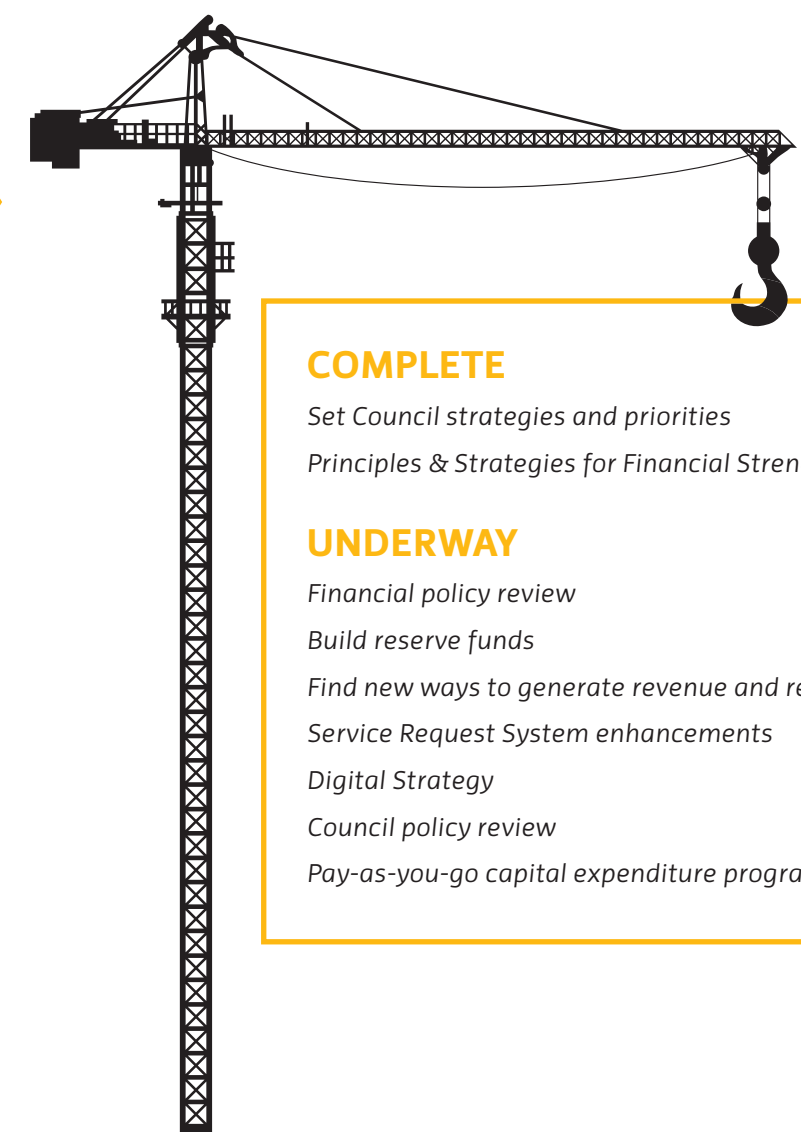 COMPLETE
Set Council strategies and priorities
Principles & Strategies for Financial
UNDERWAY
Financial policy review
Build reserve funds
Find new ways to generate revenue and
Service Request System enhancements
Digital Strategy
Council policy review
Pay-as-you-go capital expenditure